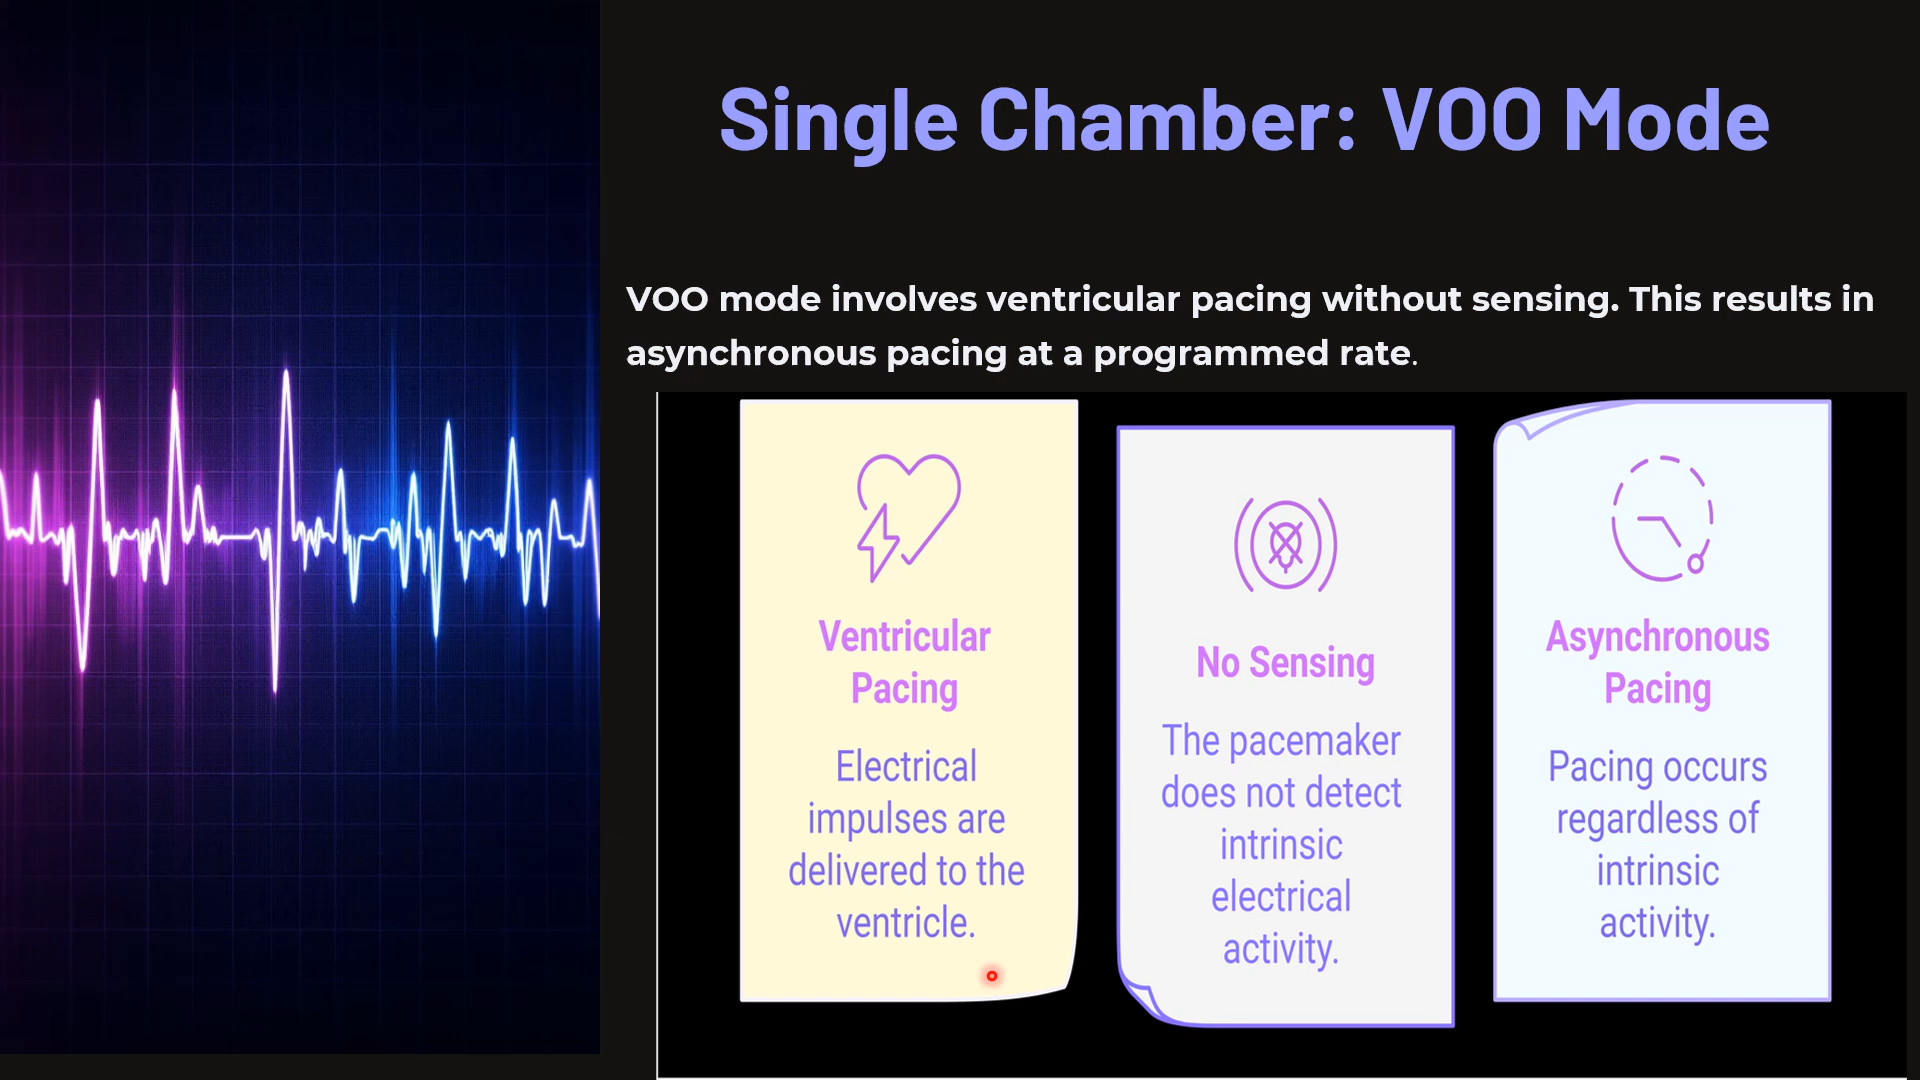 Single Chamber: VOO Mode
VOO mode involves ventricular pacing without sensing. This results in
asynchronous pacing at a programmed rate.
Ventricular
Pacing
Electrical
impulses are
delivered to the
ventricle.
No Sensing
The pacemaker
does not detect
intrinsic
electrical
activity.
Asynchronous
Pacing
Pacing occurs
regardless of
intrinsic
activity.